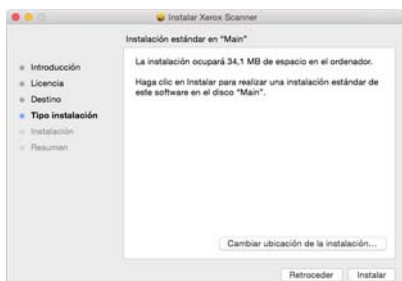 Instalar Xerox Scanner
Instalación estándar en "Main"
Introducción
Licencia
Destino
Tipo instalación
Instalación
Resumen
La instalación ocupará 34,1 MB de espacio en el ordenador.
Haga clic en Instalar para realizar una instalación estándar de
este software en el disco "Main".
Cambiar ubicación de la instalación...
Retroceder
Instalar